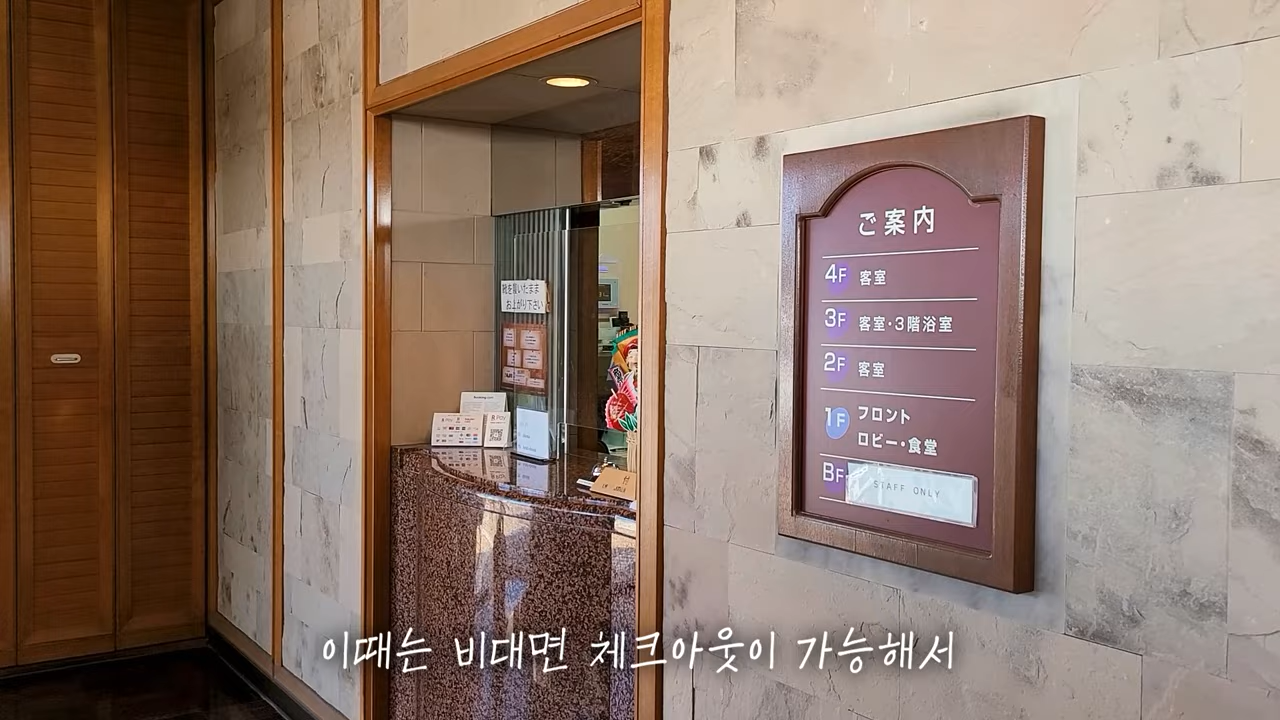 ご案内
4F 客室
3F 客室・3階浴室
2F 客室
1F フロント
ロビー・食堂
BF STAFF ONLY
靴を履いたまま
お上がり下さい
이때는 비대면 체크아웃이 가능해서